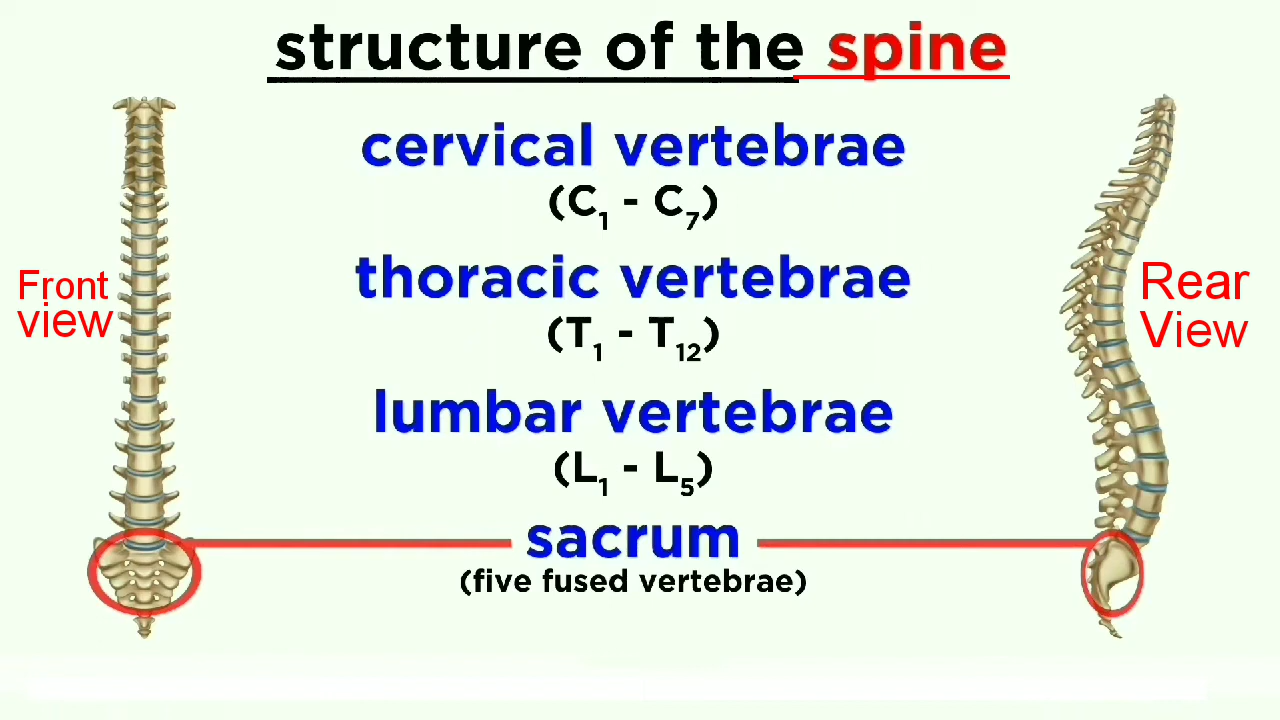 structure of the spine
cervical vertebrae
(C₁ - C₇)
Front
view
thoracic vertebrae
(T₁ - T₁₂)
Rear
View
lumbar vertebrae
(L₁ - L₅)
sacrum
(five fused vertebrae)